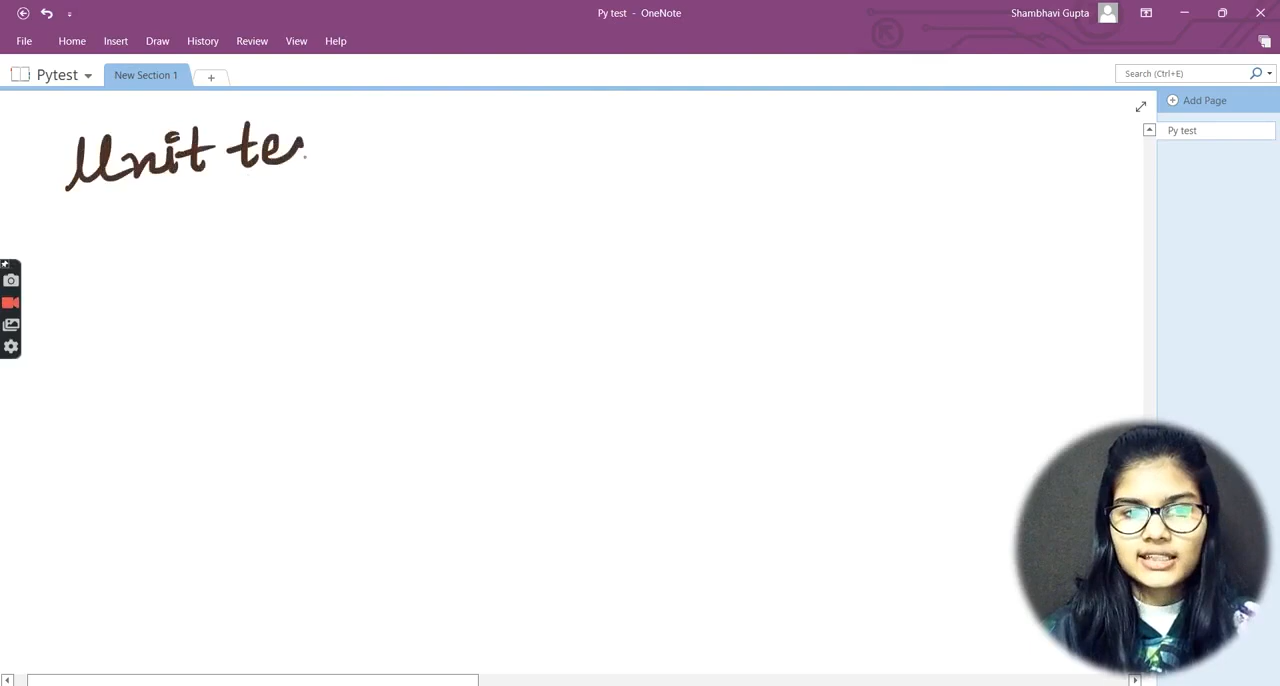 Py test - OneNote
Shambhavi Gupta
File Home Insert Draw History Review View Help
Pytest New Section 1 +
Search (Ctrl+E)
Add Page
Py test
Unit tes